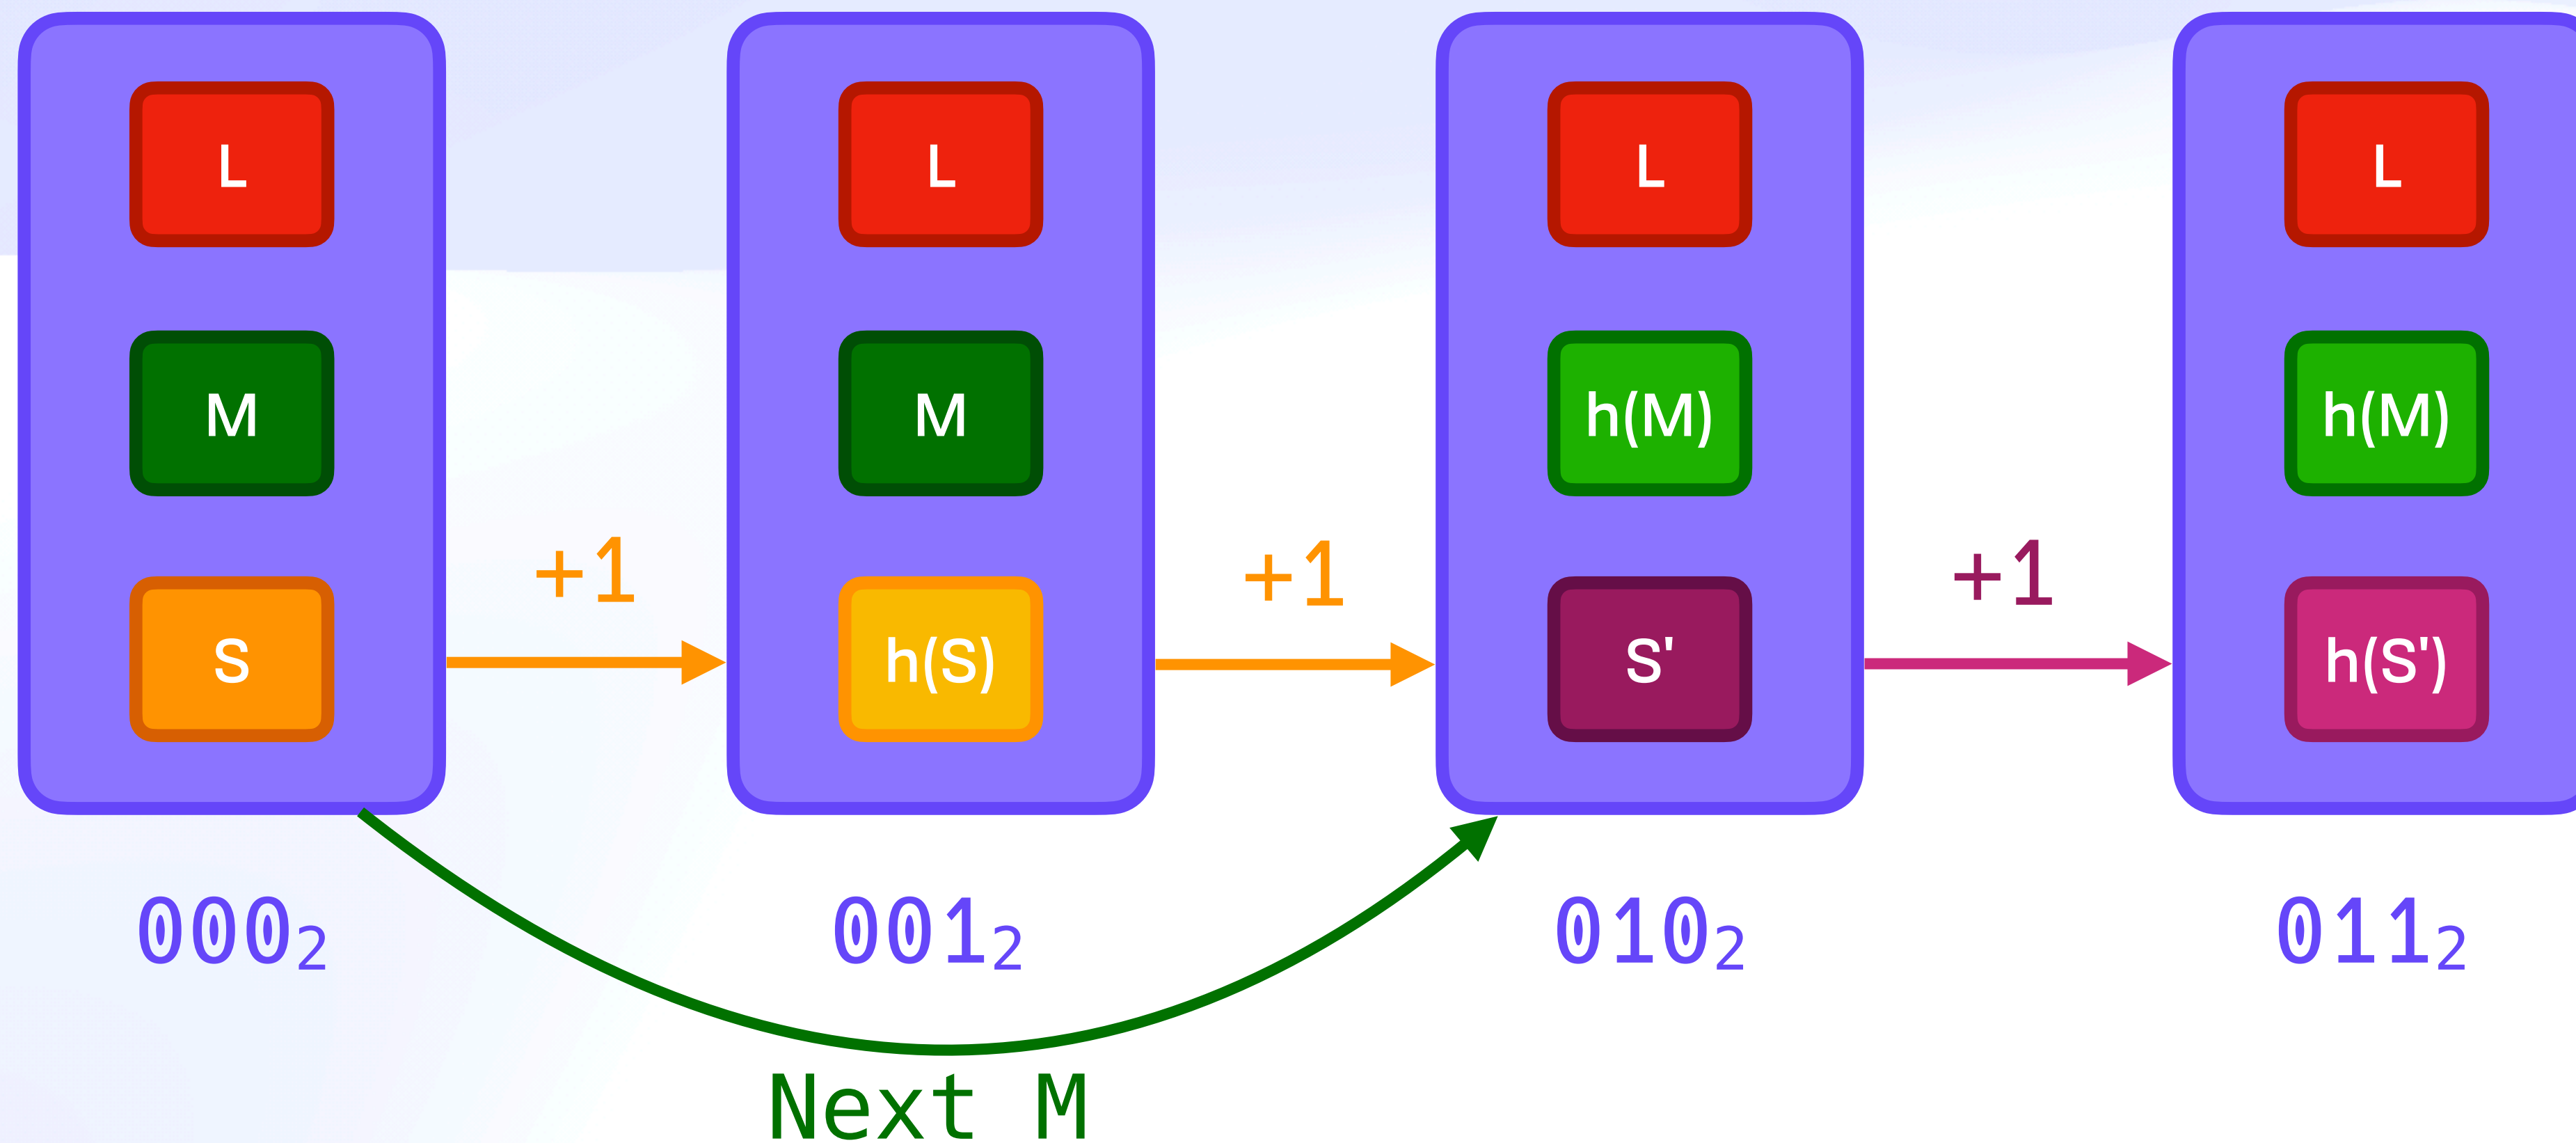 L
L
L
L
M
M
h(M)
h(M)
+1
+1
+1
S
h(S)
S'
h(S')
000₂
001₂
010₂
011₂
Next M